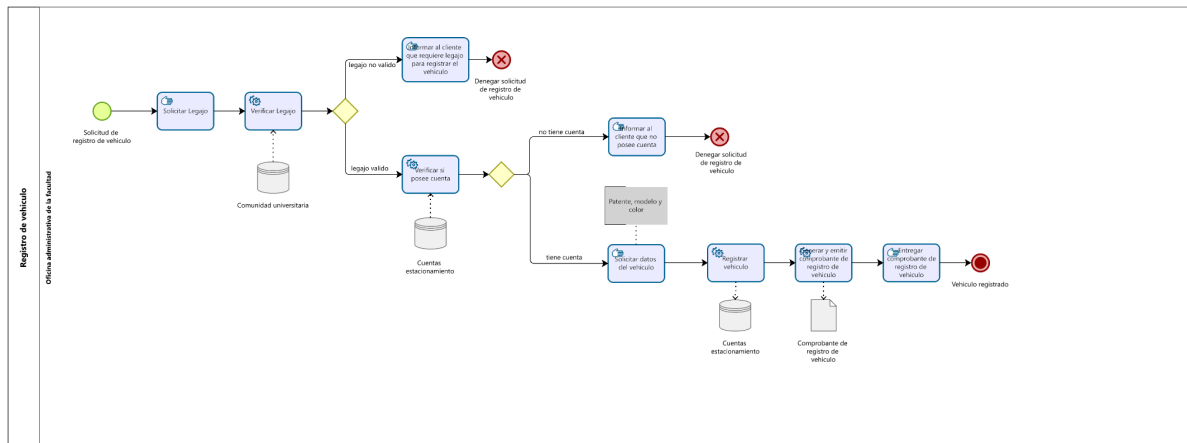 Registro de vehículo
Oficina administrativa de la facultad
Solicitud de
registro de vehiculo
Solicitar Legajo
Verificar Legajo
Comunidad universitaria
legajo no valido
Informar al cliente
que requiere legajo
para registrar el
vehiculo
Denegar solicitud
de registro de
vehiculo
legajo valido
Verificar si
posee cuenta
Cuentas
estacionamiento
no tiene cuenta
Informar al
cliente que no
posee cuenta
Denegar solicitud
de registro de
vehiculo
Patente, modelo y
color
tiene cuenta
Solicitar datos
del vehiculo
Registrar
vehiculo
Cuentas
estacionamiento
Generar y emitir
comprobante de
registro de
vehiculo
Comprobante de
registro de
vehiculo
Entregar
comprobante de
registro de
vehiculo
Vehiculo registrado